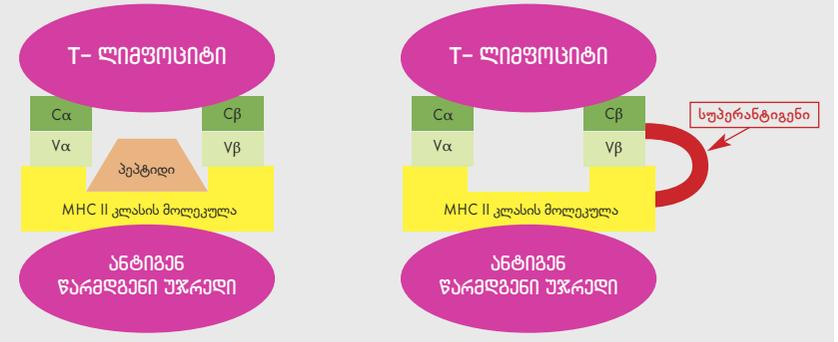 T– ᲚᲘᲛᲤᲝᲪᲘᲢᲘ
Cα
Cβ
Vα
Vβ
პეპტიდი
MHC II კლასის მოლეკულა
ᲐᲜᲢᲘᲒᲔᲜ
ᲬᲐᲠᲛᲓᲒᲔᲜᲘ ᲣᲯᲠᲔᲓᲘ
T– ᲚᲘᲛᲤᲝᲪᲘᲢᲘ
Cα
Cβ
Vα
Vβ
სუპერანტიგენი
MHC II კლასის მოლეკულა
ᲐᲜᲢᲘᲒᲔᲜ
ᲬᲐᲠᲛᲓᲒᲔᲜᲘ ᲣᲯᲠᲔᲓᲘ